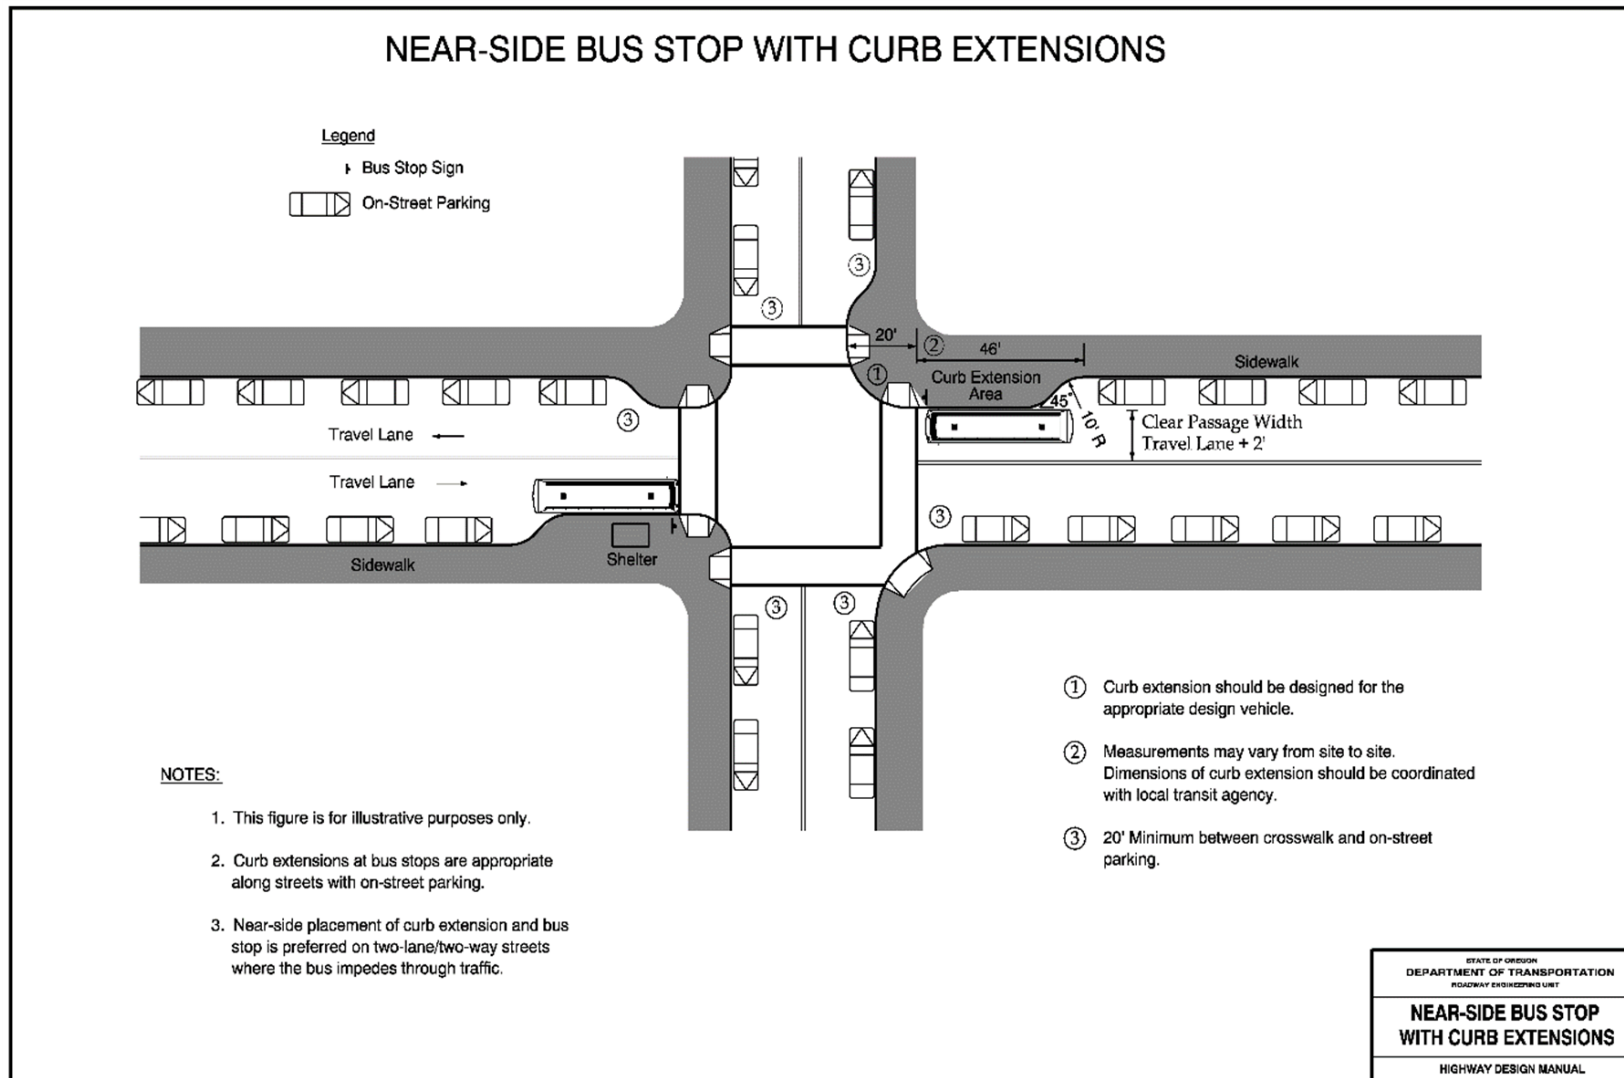 NEAR-SIDE BUS STOP WITH CURB EXTENSIONS
Legend
Bus Stop Sign
On-Street Parking
3
3
20'
2
46'
Sidewalk
1
Curb Extension
Area
45°
10' R
Clear Passage Width
Travel Lane + 2'
3
Travel Lane
Travel Lane
3
Shelter
Sidewalk
3
3
1 Curb extension should be designed for the
appropriate design vehicle.
2 Measurements may vary from site to site.
Dimensions of curb extension should be coordinated
with local transit agency.
3 20' Minimum between crosswalk and on-street
parking.
NOTES:
1. This figure is for illustrative purposes only.
2. Curb extensions at bus stops are appropriate
along streets with on-street parking.
3. Near-side placement of curb extension and bus
stop is preferred on two-lane/two-way streets
where the bus impedes through traffic.
STATE OF OREGON
DEPARTMENT OF TRANSPORTATION
ROADWAY ENGINEERING UNIT
NEAR-SIDE BUS STOP
WITH CURB EXTENSIONS
HIGHWAY DESIGN MANUAL